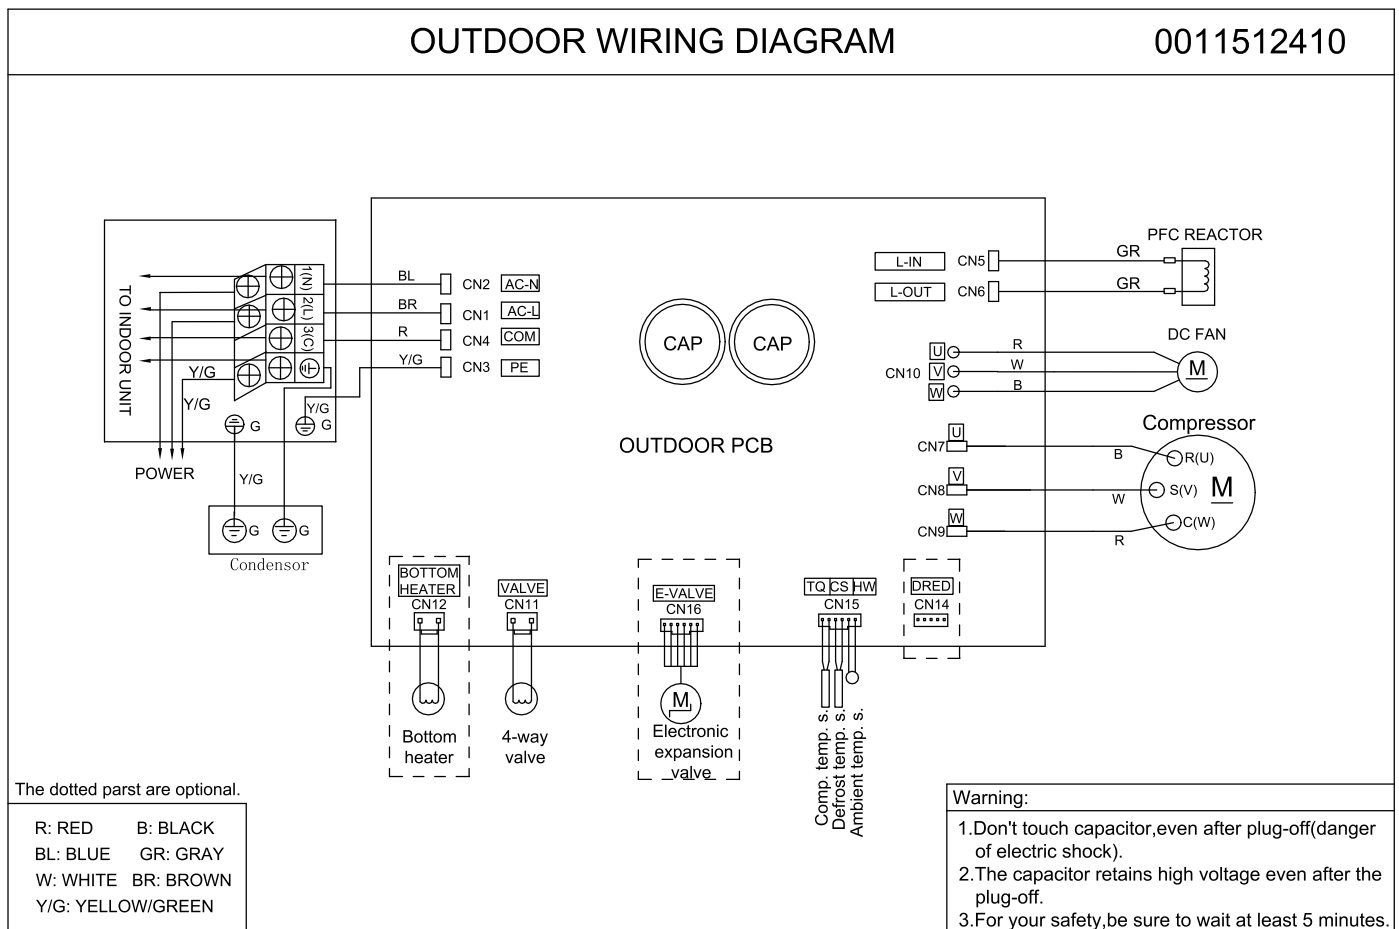 OUTDOOR WIRING DIAGRAM
0011512410
TO INDOOR UNIT
1(N)
2(L)
3(C)
Y/G
Y/G
G
Y/G
G
POWER
Y/G
G
G
Condensor
BL
CN2
AC-N
BR
CN1
AC-L
R
CN4
COM
Y/G
CN3
PE
CAP
CAP
OUTDOOR PCB
L-IN
CN5
GR
PFC REACTOR
L-OUT
CN6
GR
DC FAN
CN10
U
V
W
R
W
B
M
Compressor
CN7
U
B
R(U)
CN8
V
W
S(V)
M
CN9
W
R
C(W)
BOTTOM
HEATER
CN12
Bottom
heater
VALVE
CN11
4-way
valve
E-VALVE
CN16
M
Electronic
expansion
valve
TQ
CS
HW
CN15
Comp. temp. s.
Defrost temp. s.
Ambient temp. s.
DRED
CN14
The dotted parst are optional.
R: RED B: BLACK
BL: BLUE GR: GRAY
W: WHITE BR: BROWN
Y/G: YELLOW/GREEN
Warning:
1.Don't touch capacitor,even after plug-off(danger
of electric shock).
2.The capacitor retains high voltage even after the
plug-off.
3.For your safety,be sure to wait at least 5 minutes.